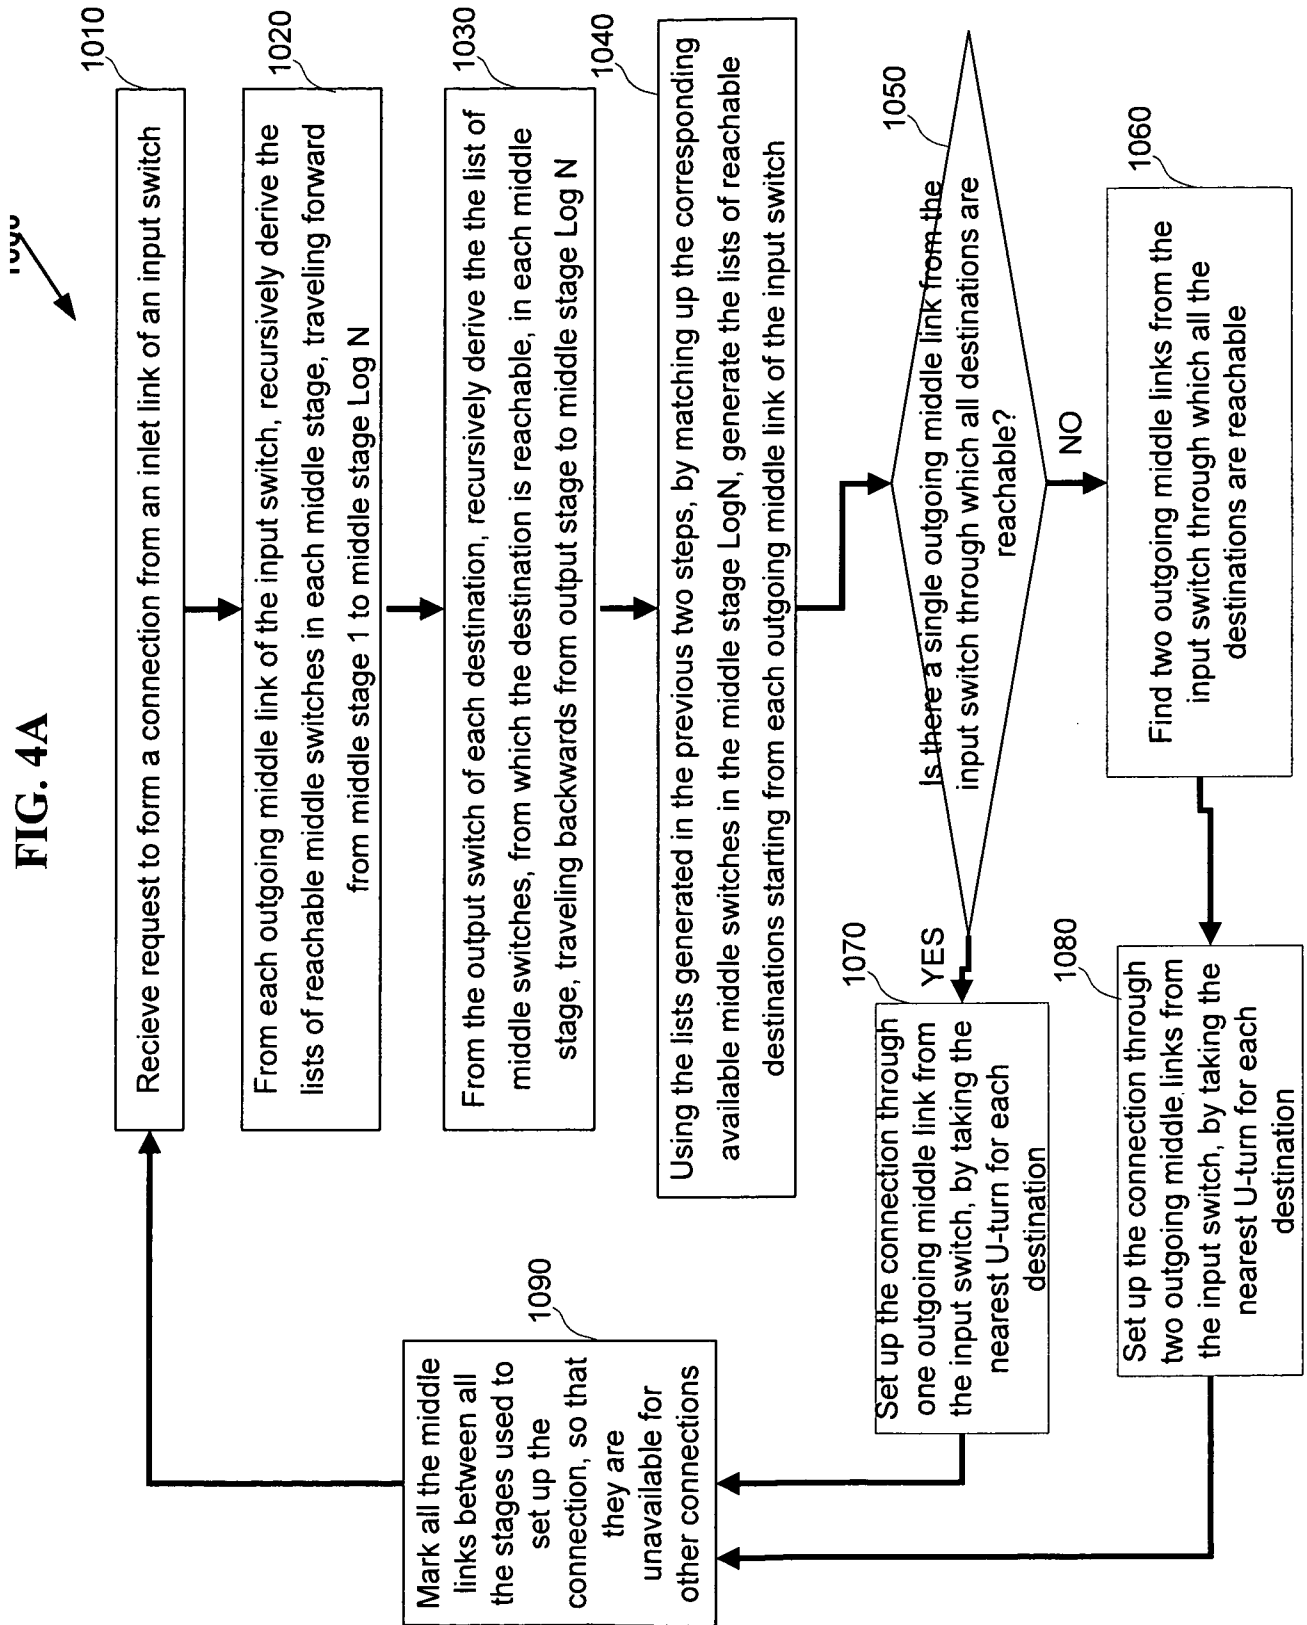 FIG. 4A
1010
Recieve request to form a connection from an inlet link of an input switch
1020
From each outgoing middle link of the input switch, recursively derive the
lists of reachable middle switches in each middle stage, traveling forward
from middle stage 1 to middle stage Log N
1030
From the output switch of each destination, recursively derive the the list of
middle switches, from which the destination is reachable, in each middle
stage, traveling backwards from output stage to middle stage Log N
1040
Using the lists generated in the previous two steps, by matching up the corresponding
available middle switches in the middle stage LogN, generate the lists of reachable
destinations starting from each outgoing middle link of the input switch
1050
Is there a single outgoing middle link from the
input switch through which all destinations are
reachable?
NO
1060
Find two outgoing middle links from the
input switch through which all the
destinations are reachable
YES
1070
Set up the connection through
one outgoing middle link from
the input switch, by taking the
nearest U-turn for each
destination
1080
Set up the connection through
two outgoing middle links from
the input switch, by taking the
nearest U-turn for each
destination
1090
Mark all the middle
links between all
the stages used to
set up the
connection, so that
they are
unavailable for
other connections